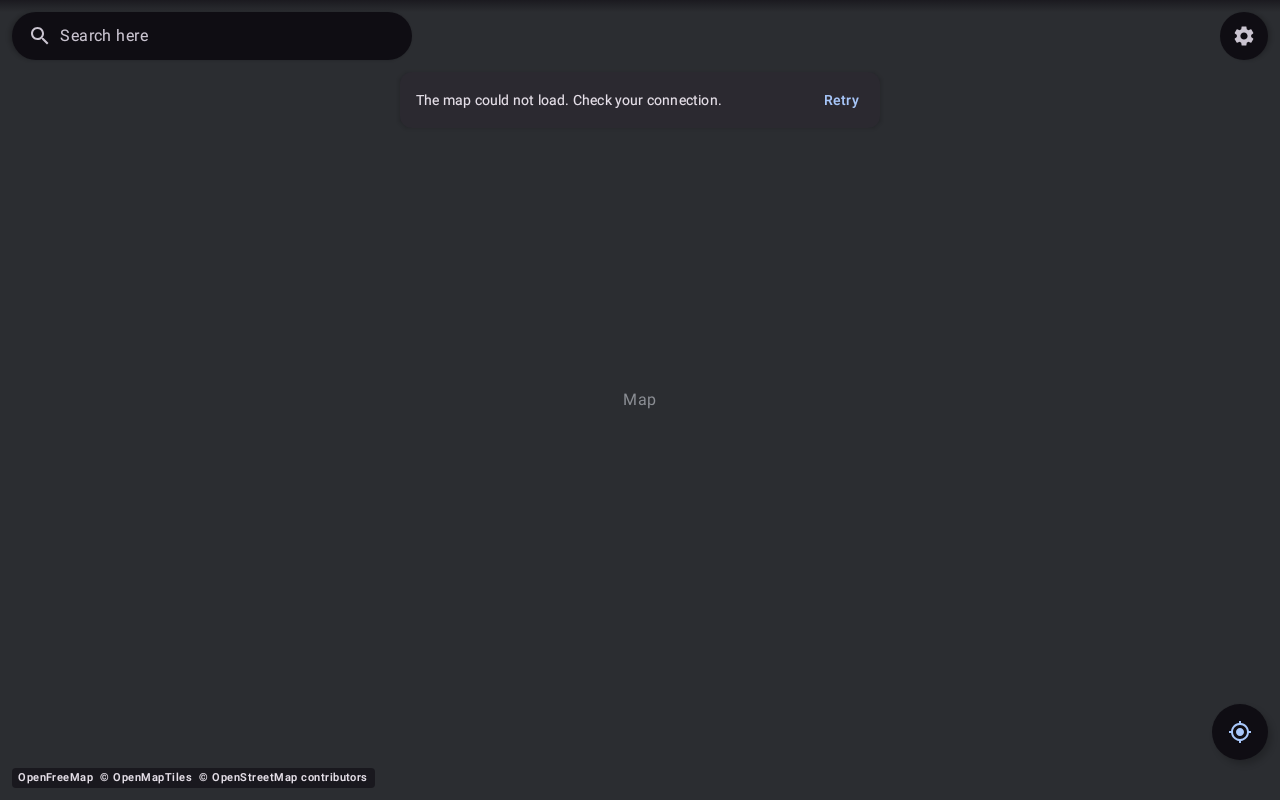 Search here
The map could not load. Check your connection. Retry
Map
OpenFreeMap © OpenMapTiles © OpenStreetMap contributors